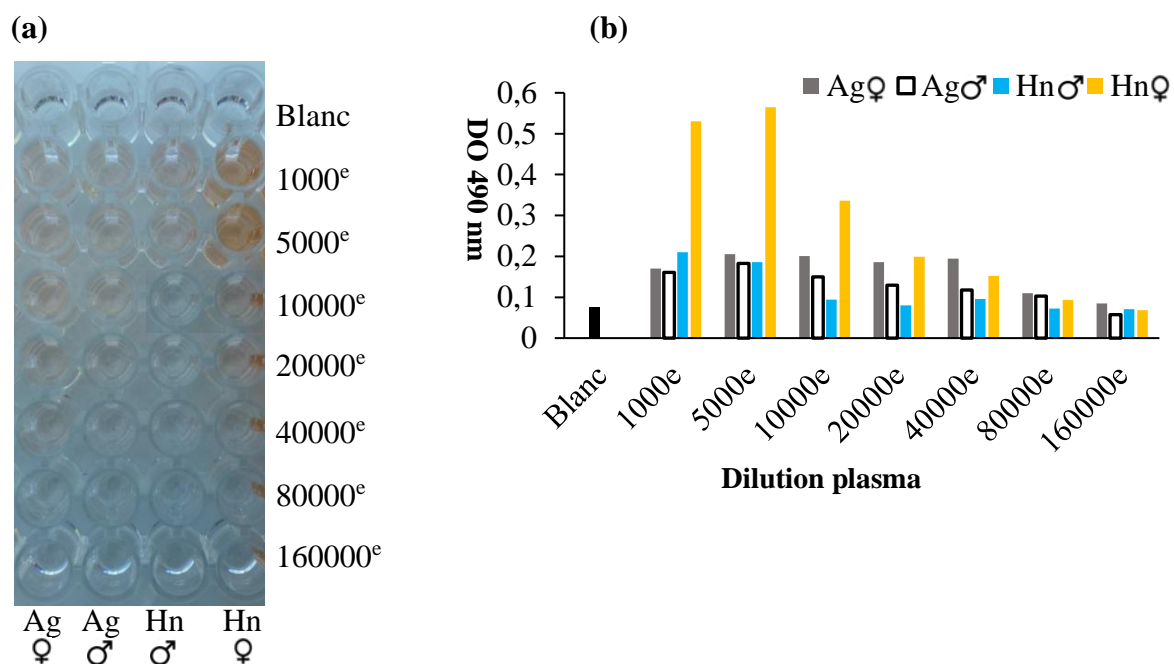 (a)
Blanc
1000e
5000e
10000e
20000e
40000e
80000e
160000e
Ag Ag Hn Hn
♀ ♂ ♂ ♀
(b)
Ag♀ Ag♂ Hn♂ Hn♀
DO 490 nm
0,6
0,5
0,4
0,3
0,2
0,1
0
Blanc 1000e 5000e 10000e 20000e 40000e 80000e 160000e
Dilution plasma